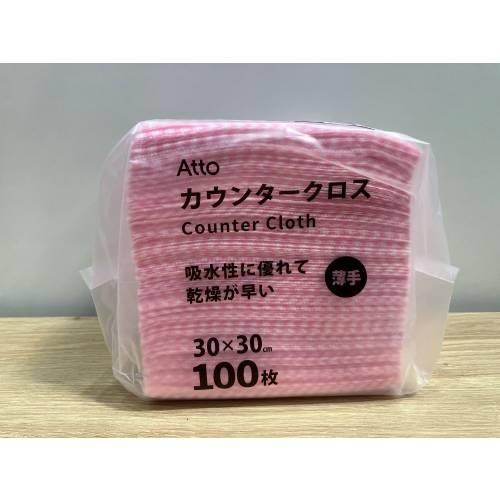 Atto
カウンタークロス
Counter Cloth
吸水性に優れて
乾燥が早い
薄手
30×30cm
100枚